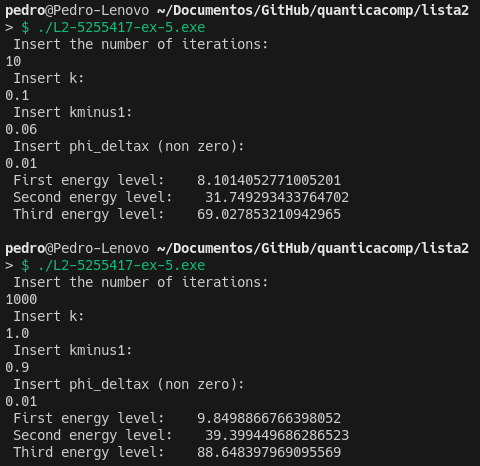 pedro@Pedro-Lenovo ~/Documentos/GitHub/quanticacomp/lista2
> $ ./L2-5255417-ex-5.exe
Insert the number of iterations:
10
Insert k:
0.1
Insert kminus1:
0.06
Insert phi_deltax (non zero):
0.01
First energy level: 8.1014052771005201
Second energy level: 31.749293433764702
Third energy level: 69.027853210942965
pedro@Pedro-Lenovo ~/Documentos/GitHub/quanticacomp/lista2
> $ ./L2-5255417-ex-5.exe
Insert the number of iterations:
1000
Insert k:
1.0
Insert kminus1:
0.9
Insert phi_deltax (non zero):
0.01
First energy level: 9.8498866766398052
Second energy level: 39.399449686286523
Third energy level: 88.648397969095569